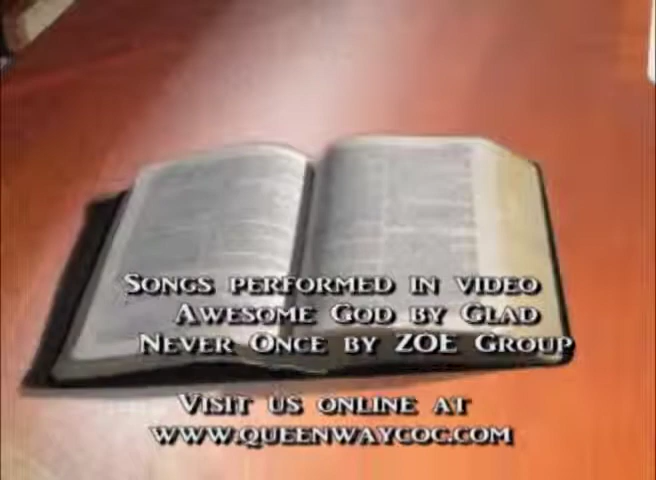 Songs performed in video
Awesome God by Glad
Never Once by ZOE Group
Visit us online at
www.queenwaycoc.com